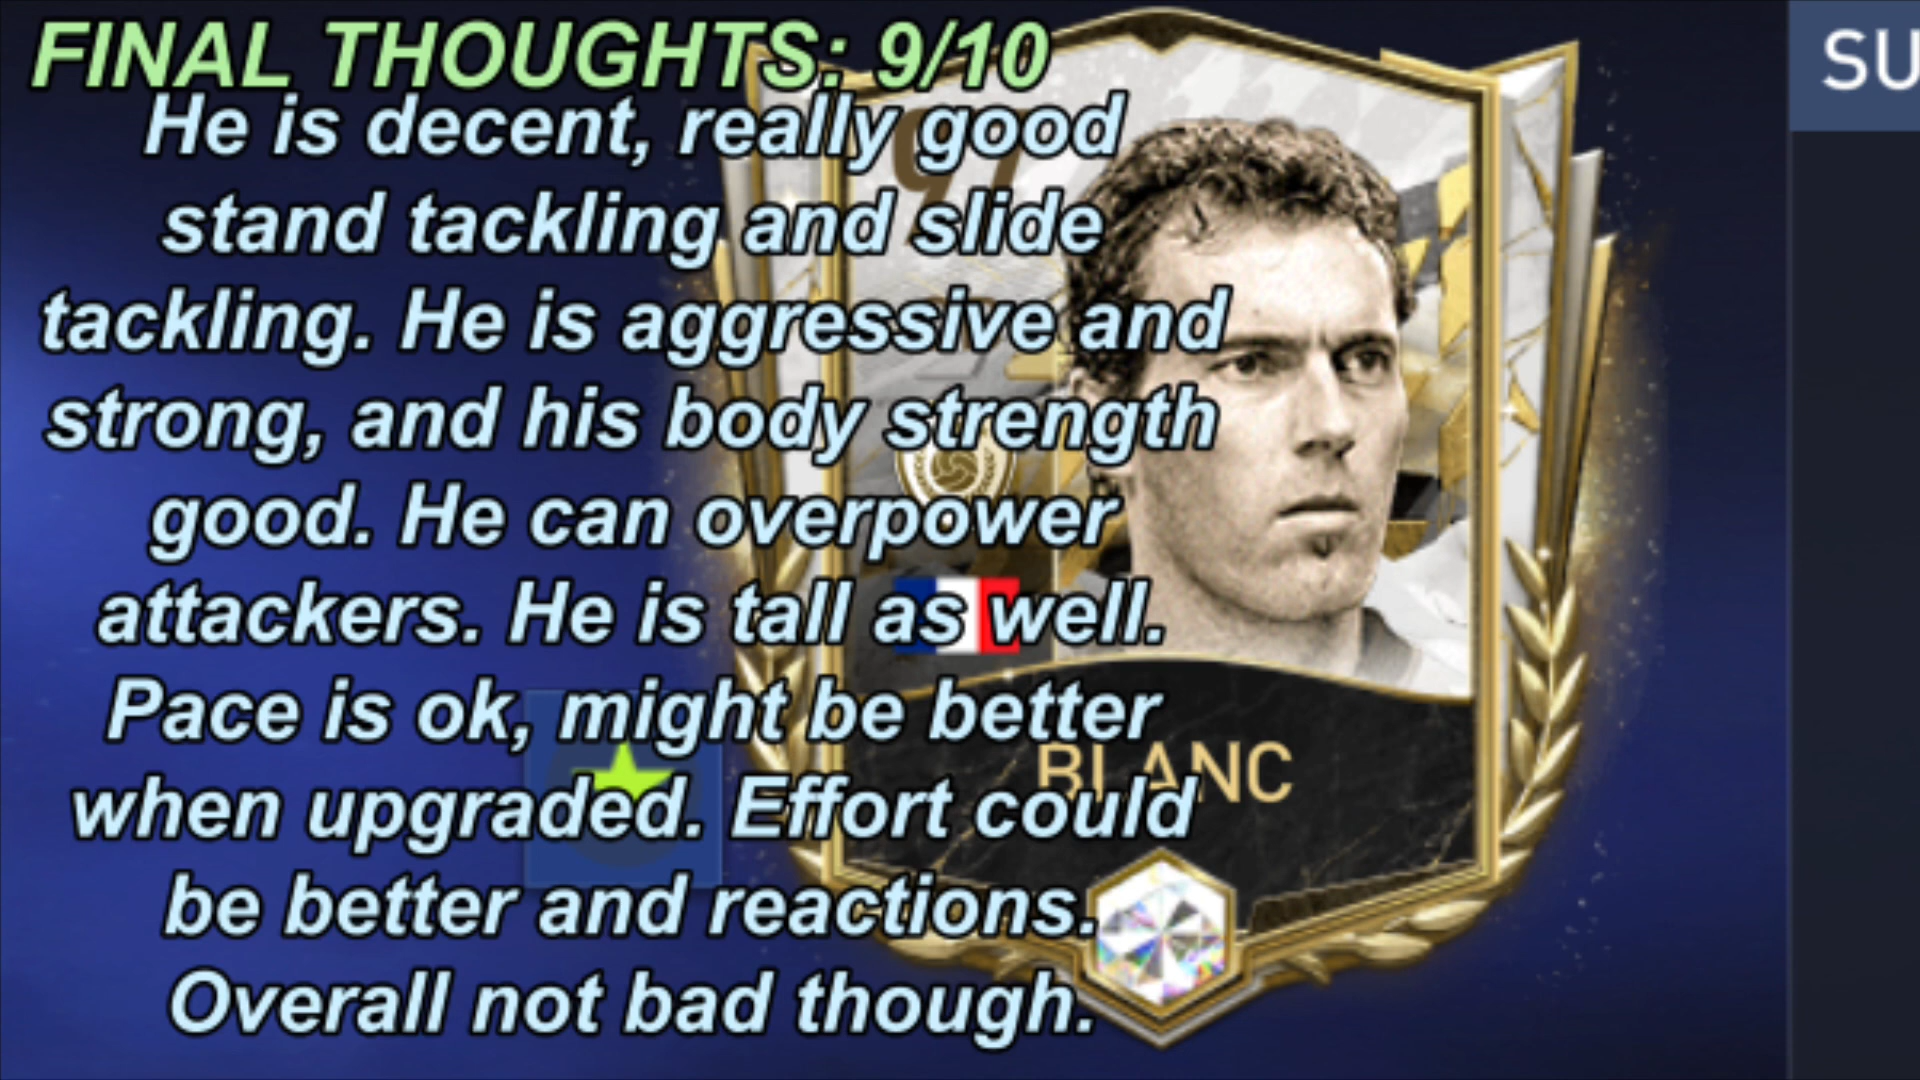 FINAL THOUGHTS: 9/10
He is decent, really good
stand tackling and slide
tackling. He is aggressive and
strong, and his body strength
good. He can overpower
attackers. He is tall as well.
Pace is ok, might be better
when upgraded. Effort could
be better and reactions.
Overall not bad though.
BLANC
SU